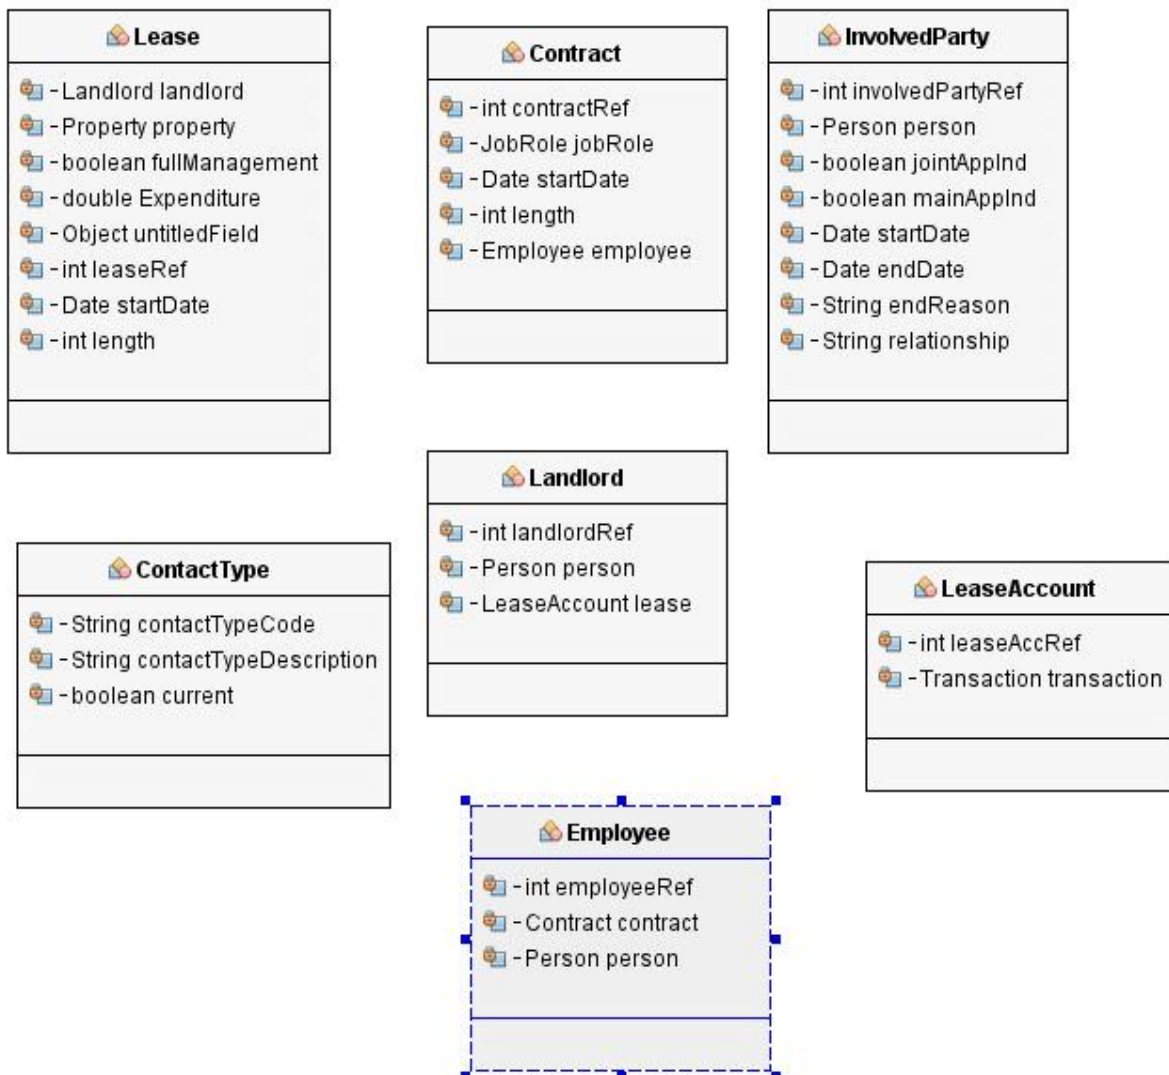 Lease
-Landlord landlord
-Property property
-boolean fullManagement
-double Expenditure
-Object untitledField
-int leaseRef
-Date startDate
-int length
Contract
-int contractRef
-JobRole jobRole
-Date startDate
-int length
-Employee employee
InvolvedParty
-int involvedPartyRef
-Person person
-boolean jointAppInd
-boolean mainAppInd
-Date startDate
-Date endDate
-String endReason
-String relationship
ContactType
-String contactTypeCode
-String contactTypeDescription
-boolean current
Landlord
-int landlordRef
-Person person
-LeaseAccount lease
LeaseAccount
-int leaseAccRef
-Transaction transaction
Employee
-int employeeRef
-Contract contract
-Person person